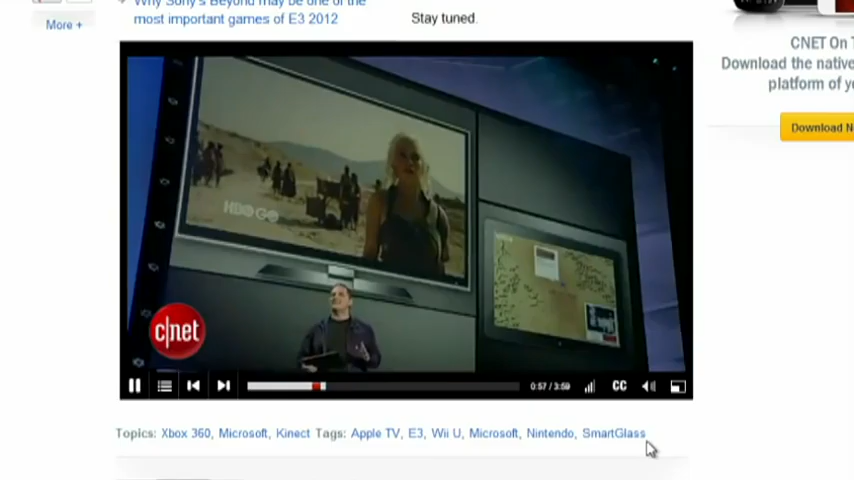 Why Sony's Beyond may be one of the
most important games of E3 2012
Stay tuned.
More +
CNET On
Download the native
platform of
Download
HBO GO
c|net
0:57 / 3:59
CC
Topics: Xbox 360, Microsoft, Kinect Tags: Apple TV, E3, Wii U, Microsoft, Nintendo, SmartGlass